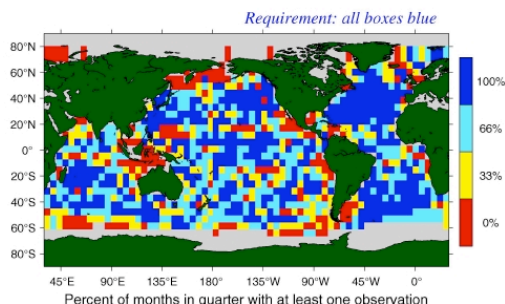 Requirement: all boxes blue
80°N
60°N
40°N
20°N
0°
20°S
40°S
60°S
80°S
100%
66%
33%
0%
45°E 90°E 135°E 180° 135°W 90°W 45°W 0°
Percent of months in quarter with at least one observation